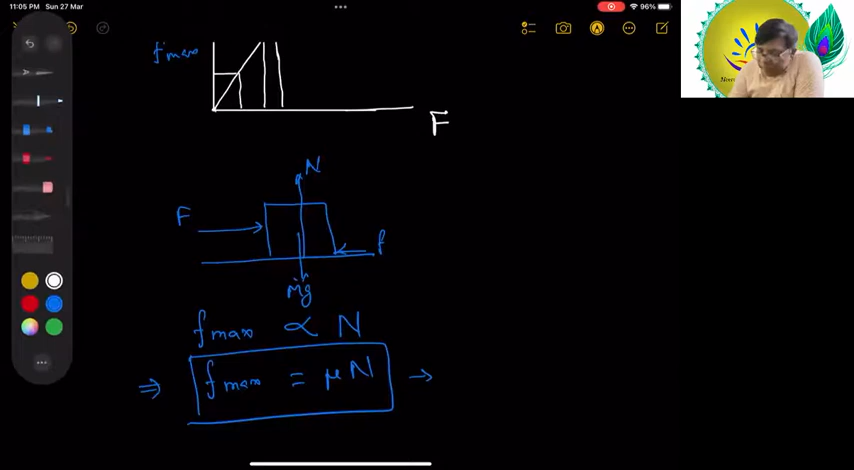 11:05 PM Sun 27 Mar
96%
fmax
F
N
F
f
mg
fmax ∝ N
⇒ fmax = μN →